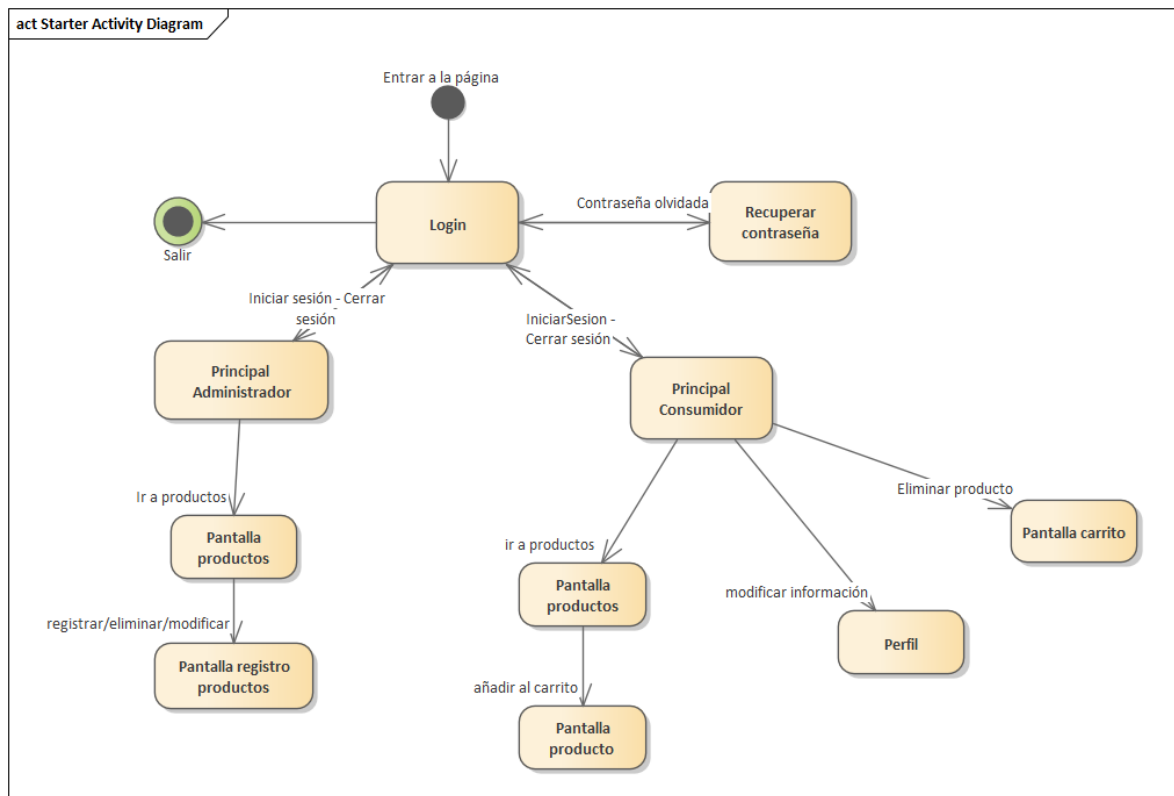 act Starter Activity Diagram
Entrar a la página
Login
Contraseña olvidada
Recuperar
contraseña
Salir
Iniciar sesión - Cerrar
sesión
IniciarSesion -
Cerrar sesión
Principal
Administrador
Principal
Consumidor
Ir a productos
Pantalla
productos
registrar/eliminar/modificar
Pantalla registro
productos
ir a productos
Pantalla
productos
añadir al carrito
Pantalla
producto
modificar información
Perfil
Eliminar producto
Pantalla carrito